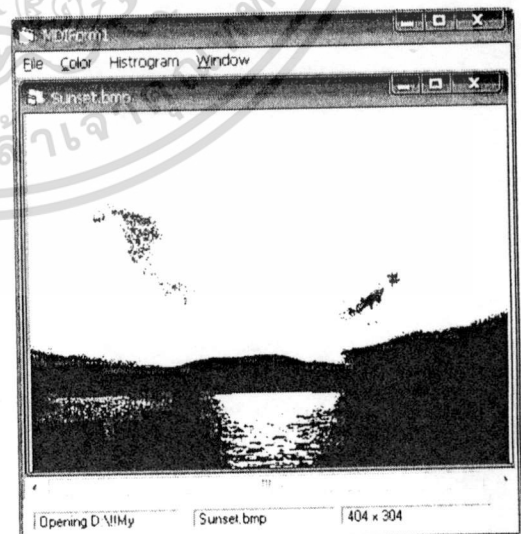 MDIForm1
File Color Histrogram Window
Sunset.bmp
Opening D:\!!My Sunset.bmp 404 x 304